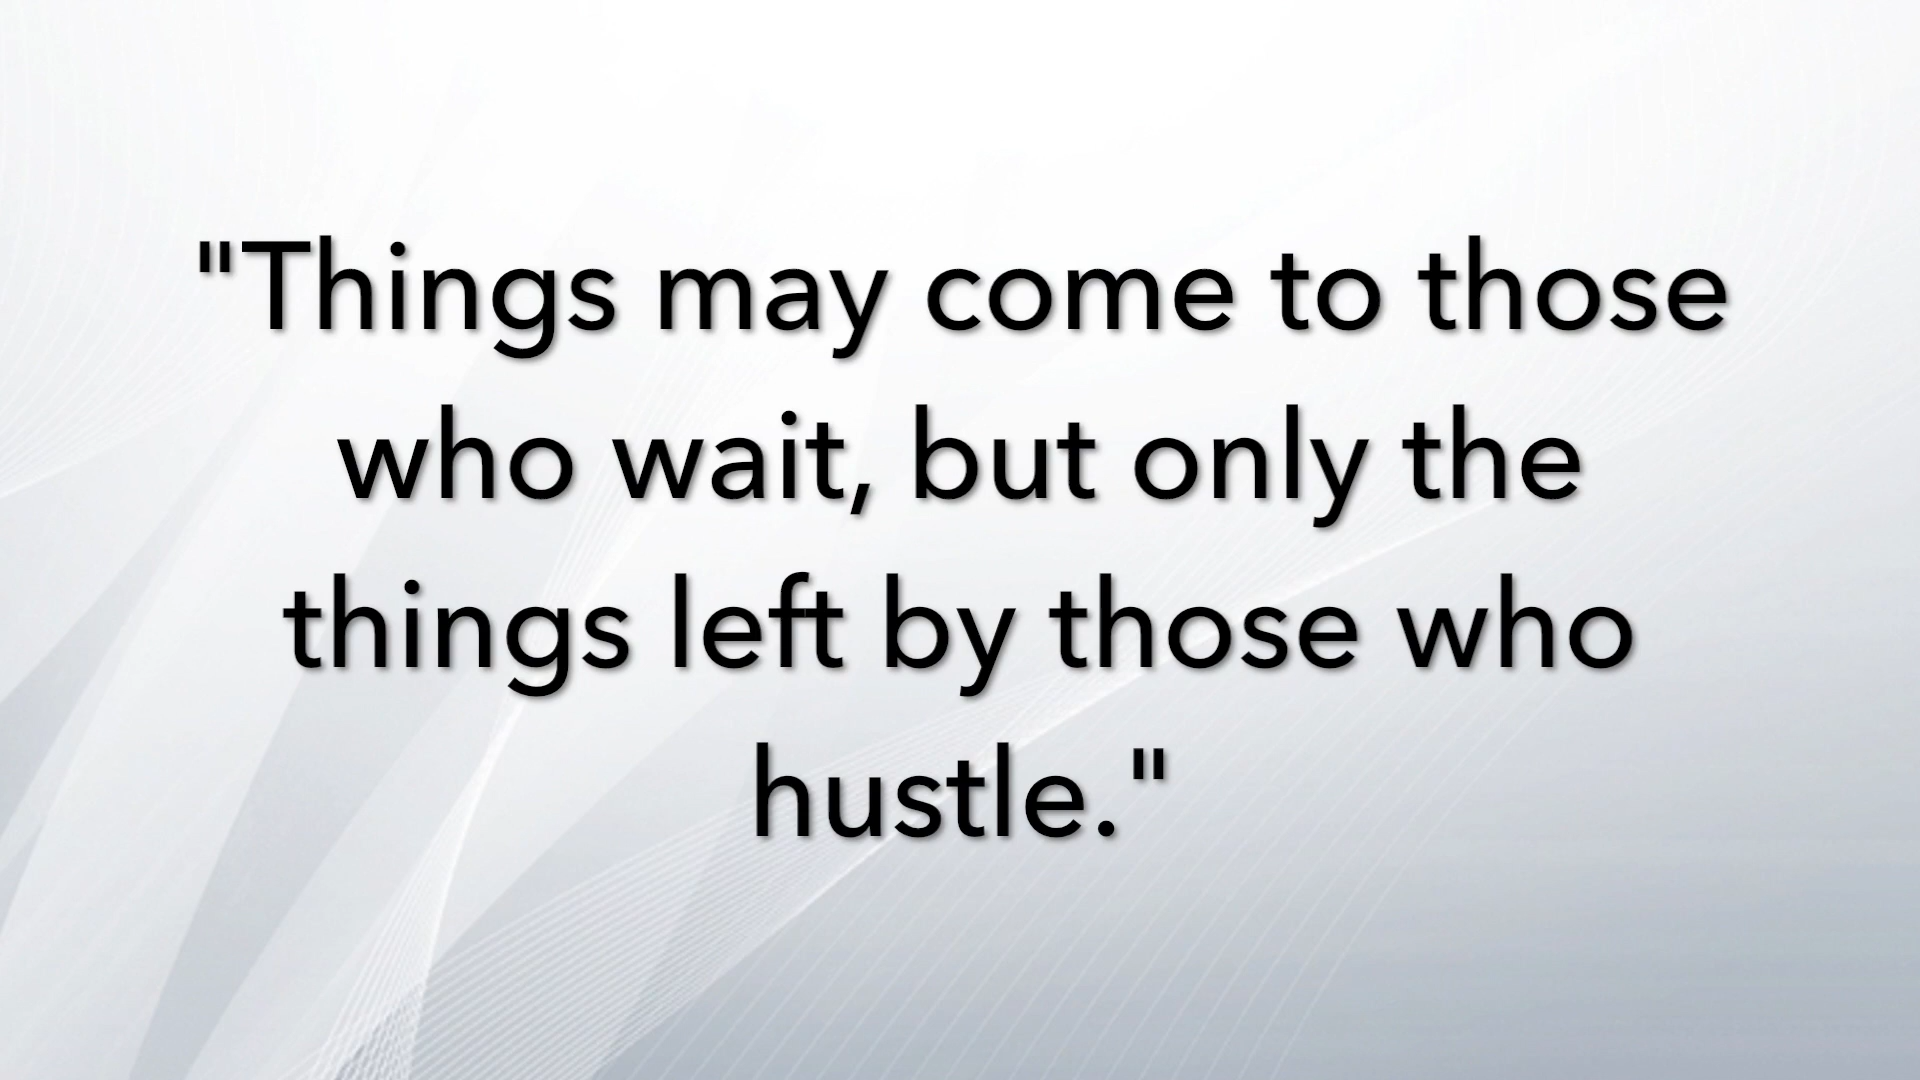 "Things may come to those
who wait, but only the
things left by those who
hustle."